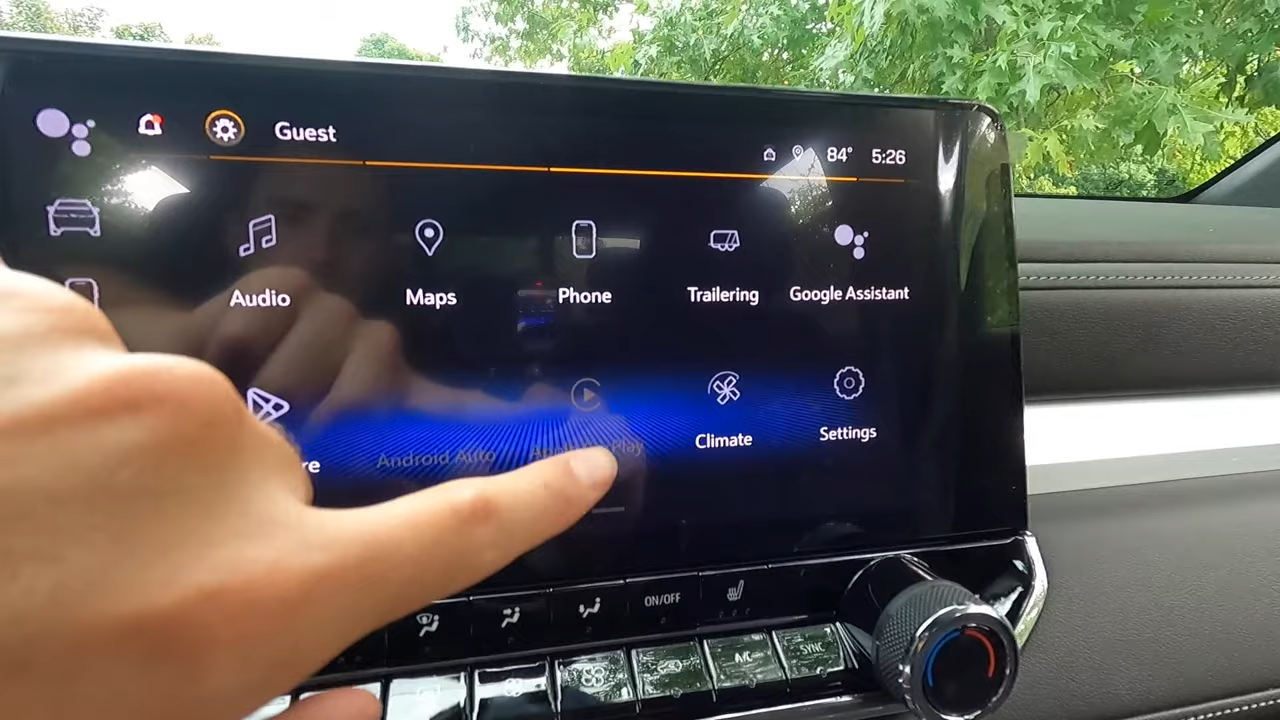 Guest
84° 5:26
Audio Maps Phone Trailering Google Assistant
Android Auto Climate Settings
ON/OFF
A/C SYNC